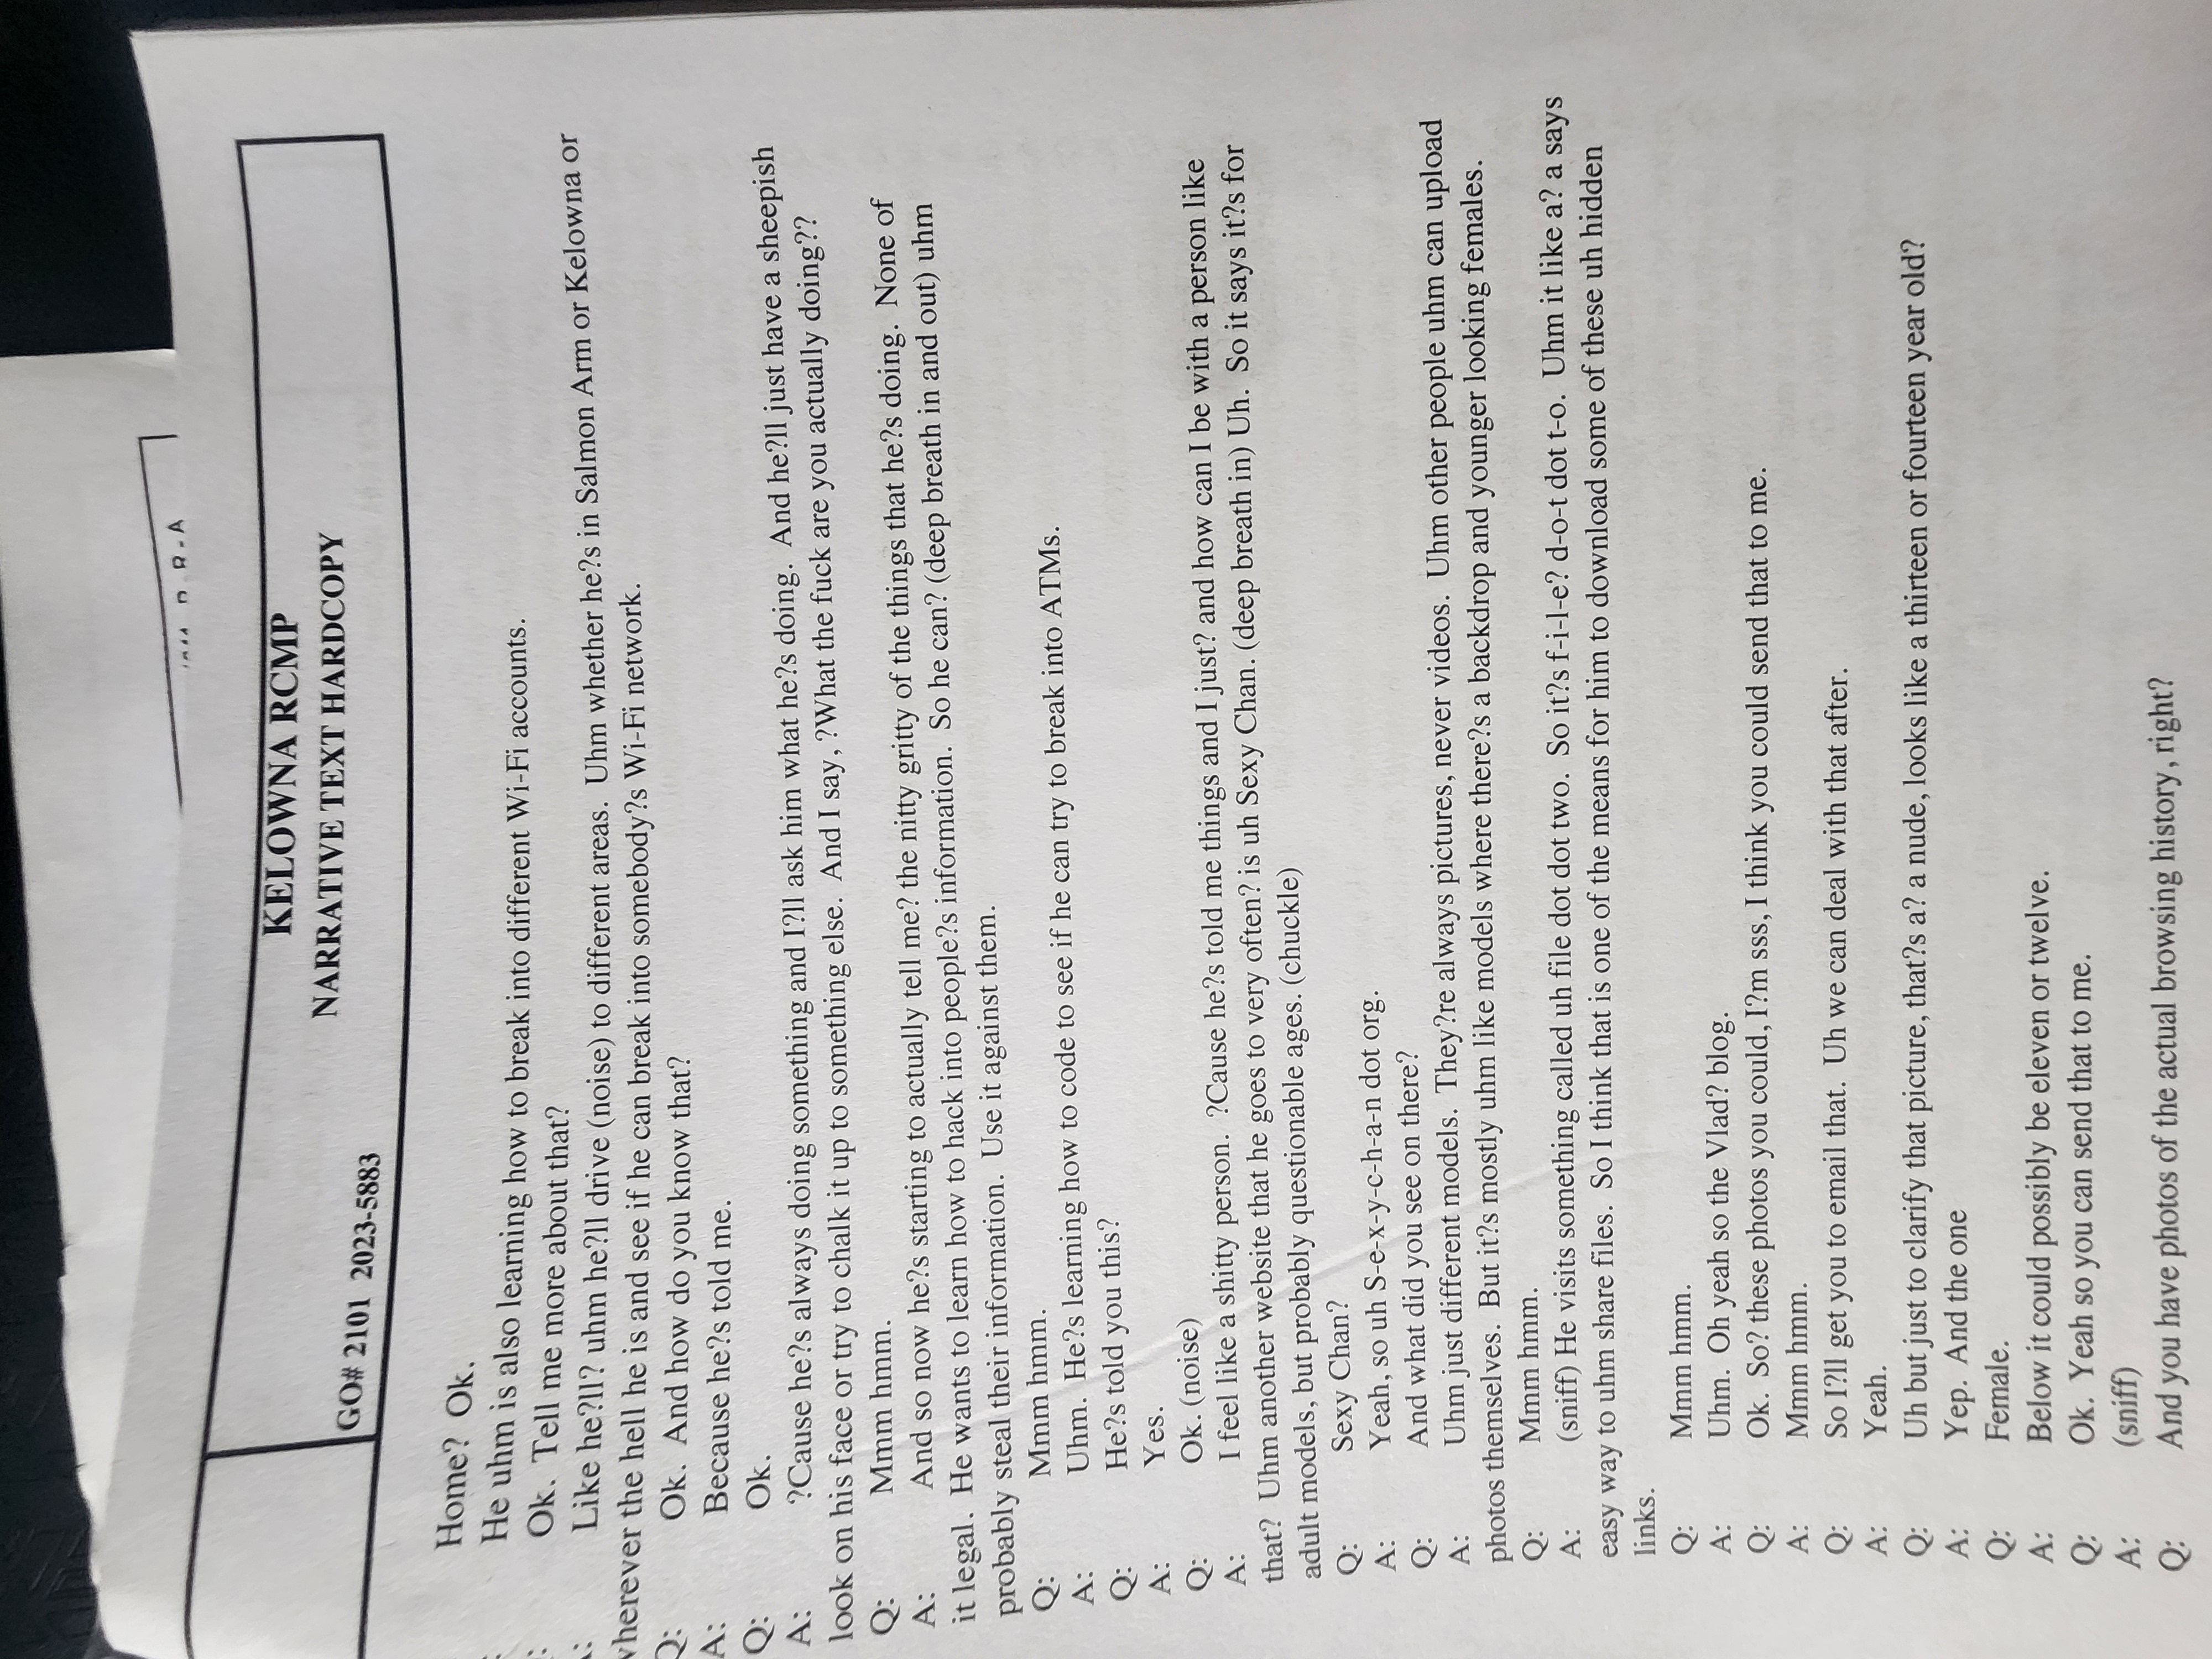 R-A
KELOWNA RCMP
NARRATIVE TEXT HARDCOPY
GO# 2101 2023-5883
Home? Ok.
He uhm is also learning how to break into different Wi-Fi accounts.
Ok. Tell me more about that?
Like he?ll? uhm he?ll drive (noise) to different areas. Uhm whether he?s in Salmon Arm or Kelowna or
wherever the hell he is and see if he can break into somebody?s Wi-Fi network.
Q: Ok. And how do you know that?
A: Because he?s told me.
Q: Ok.
A: ?Cause he?s always doing something and I?ll ask him what he?s doing. And he?ll just have a sheepish
look on his face or try to chalk it up to something else. And I say, ?What the fuck are you actually doing??
Q: Mmm hmm.
A: And so now he?s starting to actually tell me? the nitty gritty of the things that he?s doing. None of
it legal. He wants to learn how to hack into people?s information. So he can? (deep breath in and out) uhm
probably steal their information. Use it against them.
Q: Mmm hmm.
A: Uhm. He?s learning how to code to see if he can try to break into ATMs.
Q: He?s told you this?
A: Yes.
Q: Ok. (noise)
A: I feel like a shitty person. ?Cause he?s told me things and I just? and how can I be with a person like
that? Uhm another website that he goes to very often? is uh Sexy Chan. (deep breath in) Uh. So it says it?s for
adult models, but probably questionable ages. (chuckle)
Q: Sexy Chan?
A: Yeah, so uh S-e-x-y-c-h-a-n dot org.
Q: And what did you see on there?
A: Uhm just different models. They?re always pictures, never videos. Uhm other people uhm can upload
photos themselves. But it?s mostly uhm like models where there?s a backdrop and younger looking females.
Q: Mmm hmm.
A: (sniff) He visits something called uh file dot dot two. So it?s f-i-l-e? d-o-t dot t-o. Uhm it like a? a says
easy way to uhm share files. So I think that is one of the means for him to download some of these uh hidden
links.
Q: Mmm hmm.
A: Uhm. Oh yeah so the Vlad? blog.
Q: Ok. So? these photos you could, I?m sss, I think you could send that to me.
A: Mmm hmm.
Q: So I?ll get you to email that. Uh we can deal with that after.
A: Yeah.
Q: Uh but just to clarify that picture, that?s a? a nude, looks like a thirteen or fourteen year old?
A: Yep. And the one
Q: Female.
A: Below it could possibly be eleven or twelve.
Q: Ok. Yeah so you can send that to me.
A: (sniff)
Q: And you have photos of the actual browsing history, right?